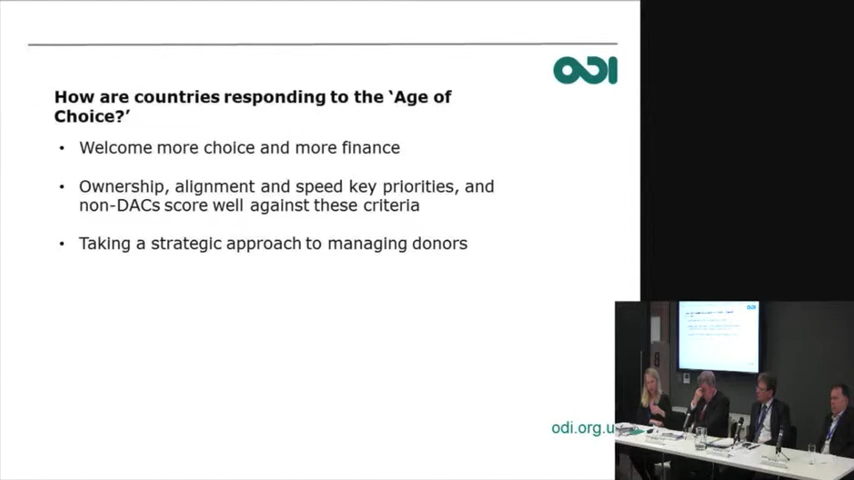 ODI
How are countries responding to the ‘Age of
Choice?’
• Welcome more choice and more finance
• Ownership, alignment and speed key priorities, and
non-DACs score well against these criteria
• Taking a strategic approach to managing donors
odi.org.u